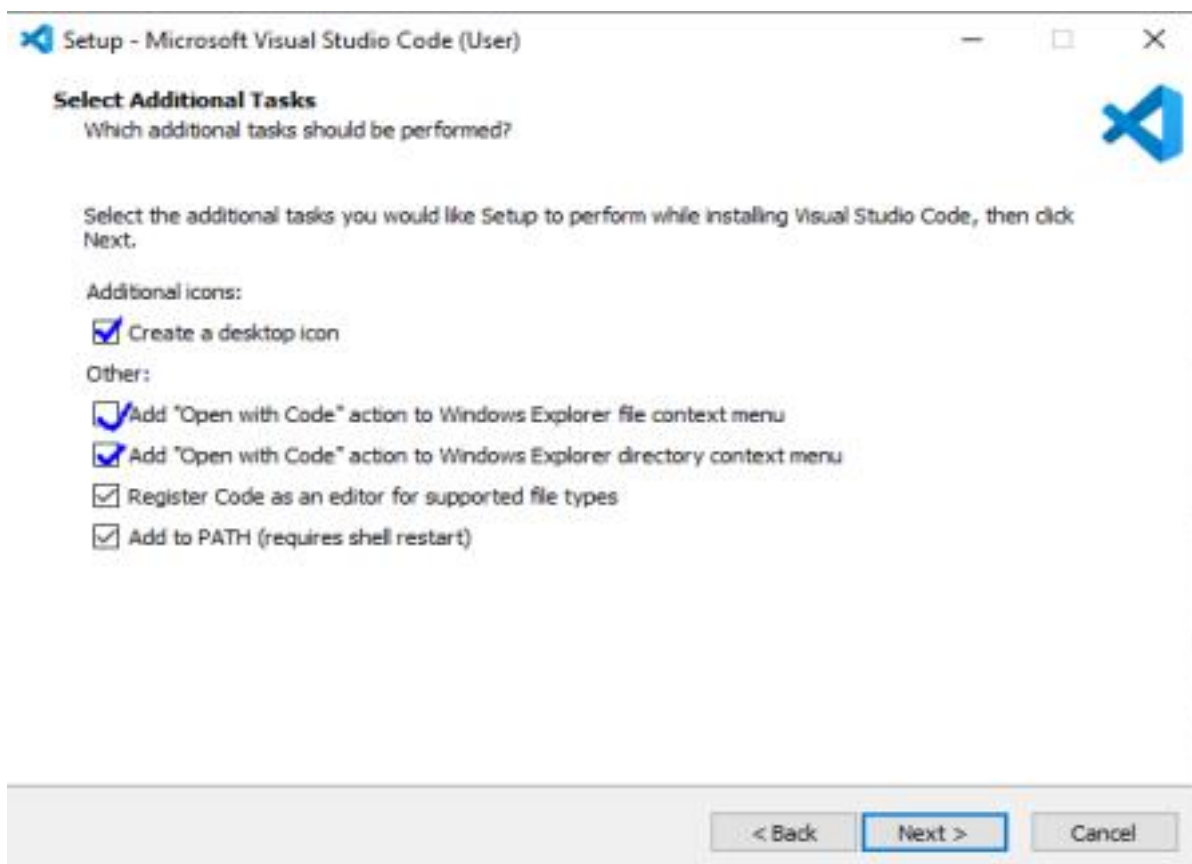 Setup - Microsoft Visual Studio Code (User)
Select Additional Tasks
Which additional tasks should be performed?
Select the additional tasks you would like Setup to perform while installing Visual Studio Code, then click
Next.
Additional icons:
Create a desktop icon
Other:
Add "Open with Code" action to Windows Explorer file context menu
Add "Open with Code" action to Windows Explorer directory context menu
Register Code as an editor for supported file types
Add to PATH (requires shell restart)
< Back Next > Cancel